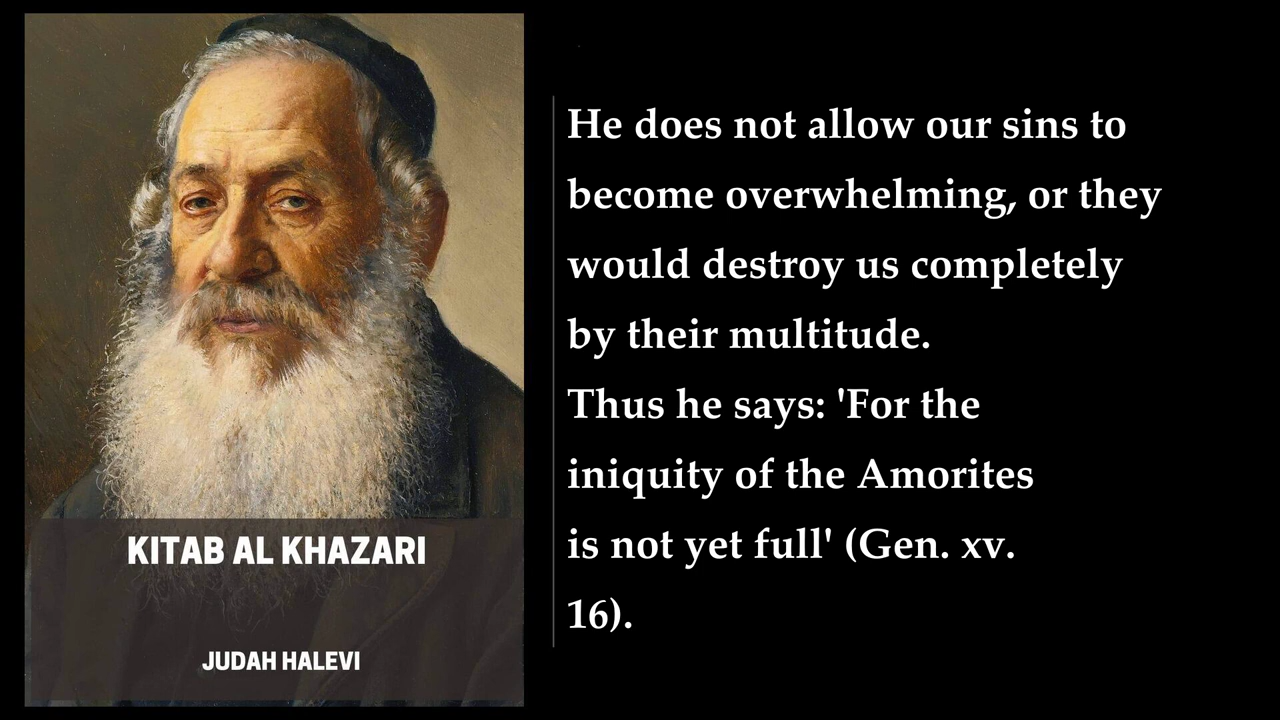 KITAB AL KHAZARI
JUDAH HALEVI
He does not allow our sins to
become overwhelming, or they
would destroy us completely
by their multitude.
Thus he says: 'For the
iniquity of the Amorites
is not yet full' (Gen. xv.
16).